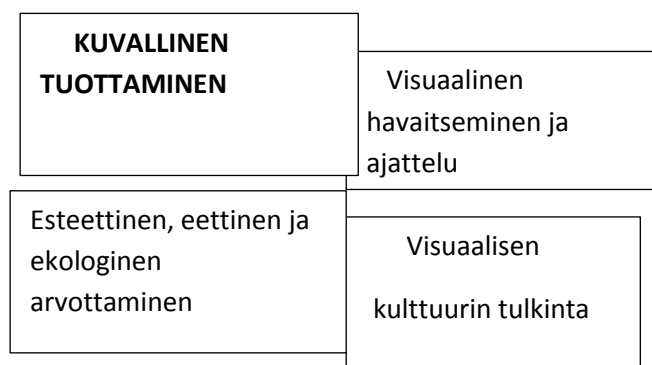 KUVALLINEN
TUOTTAMINEN
Visuaalinen
havaitseminen ja
ajattelu
Esteettinen, eettinen ja
ekologinen
arvottaminen
Visuaalisen
kulttuurin tulkinta